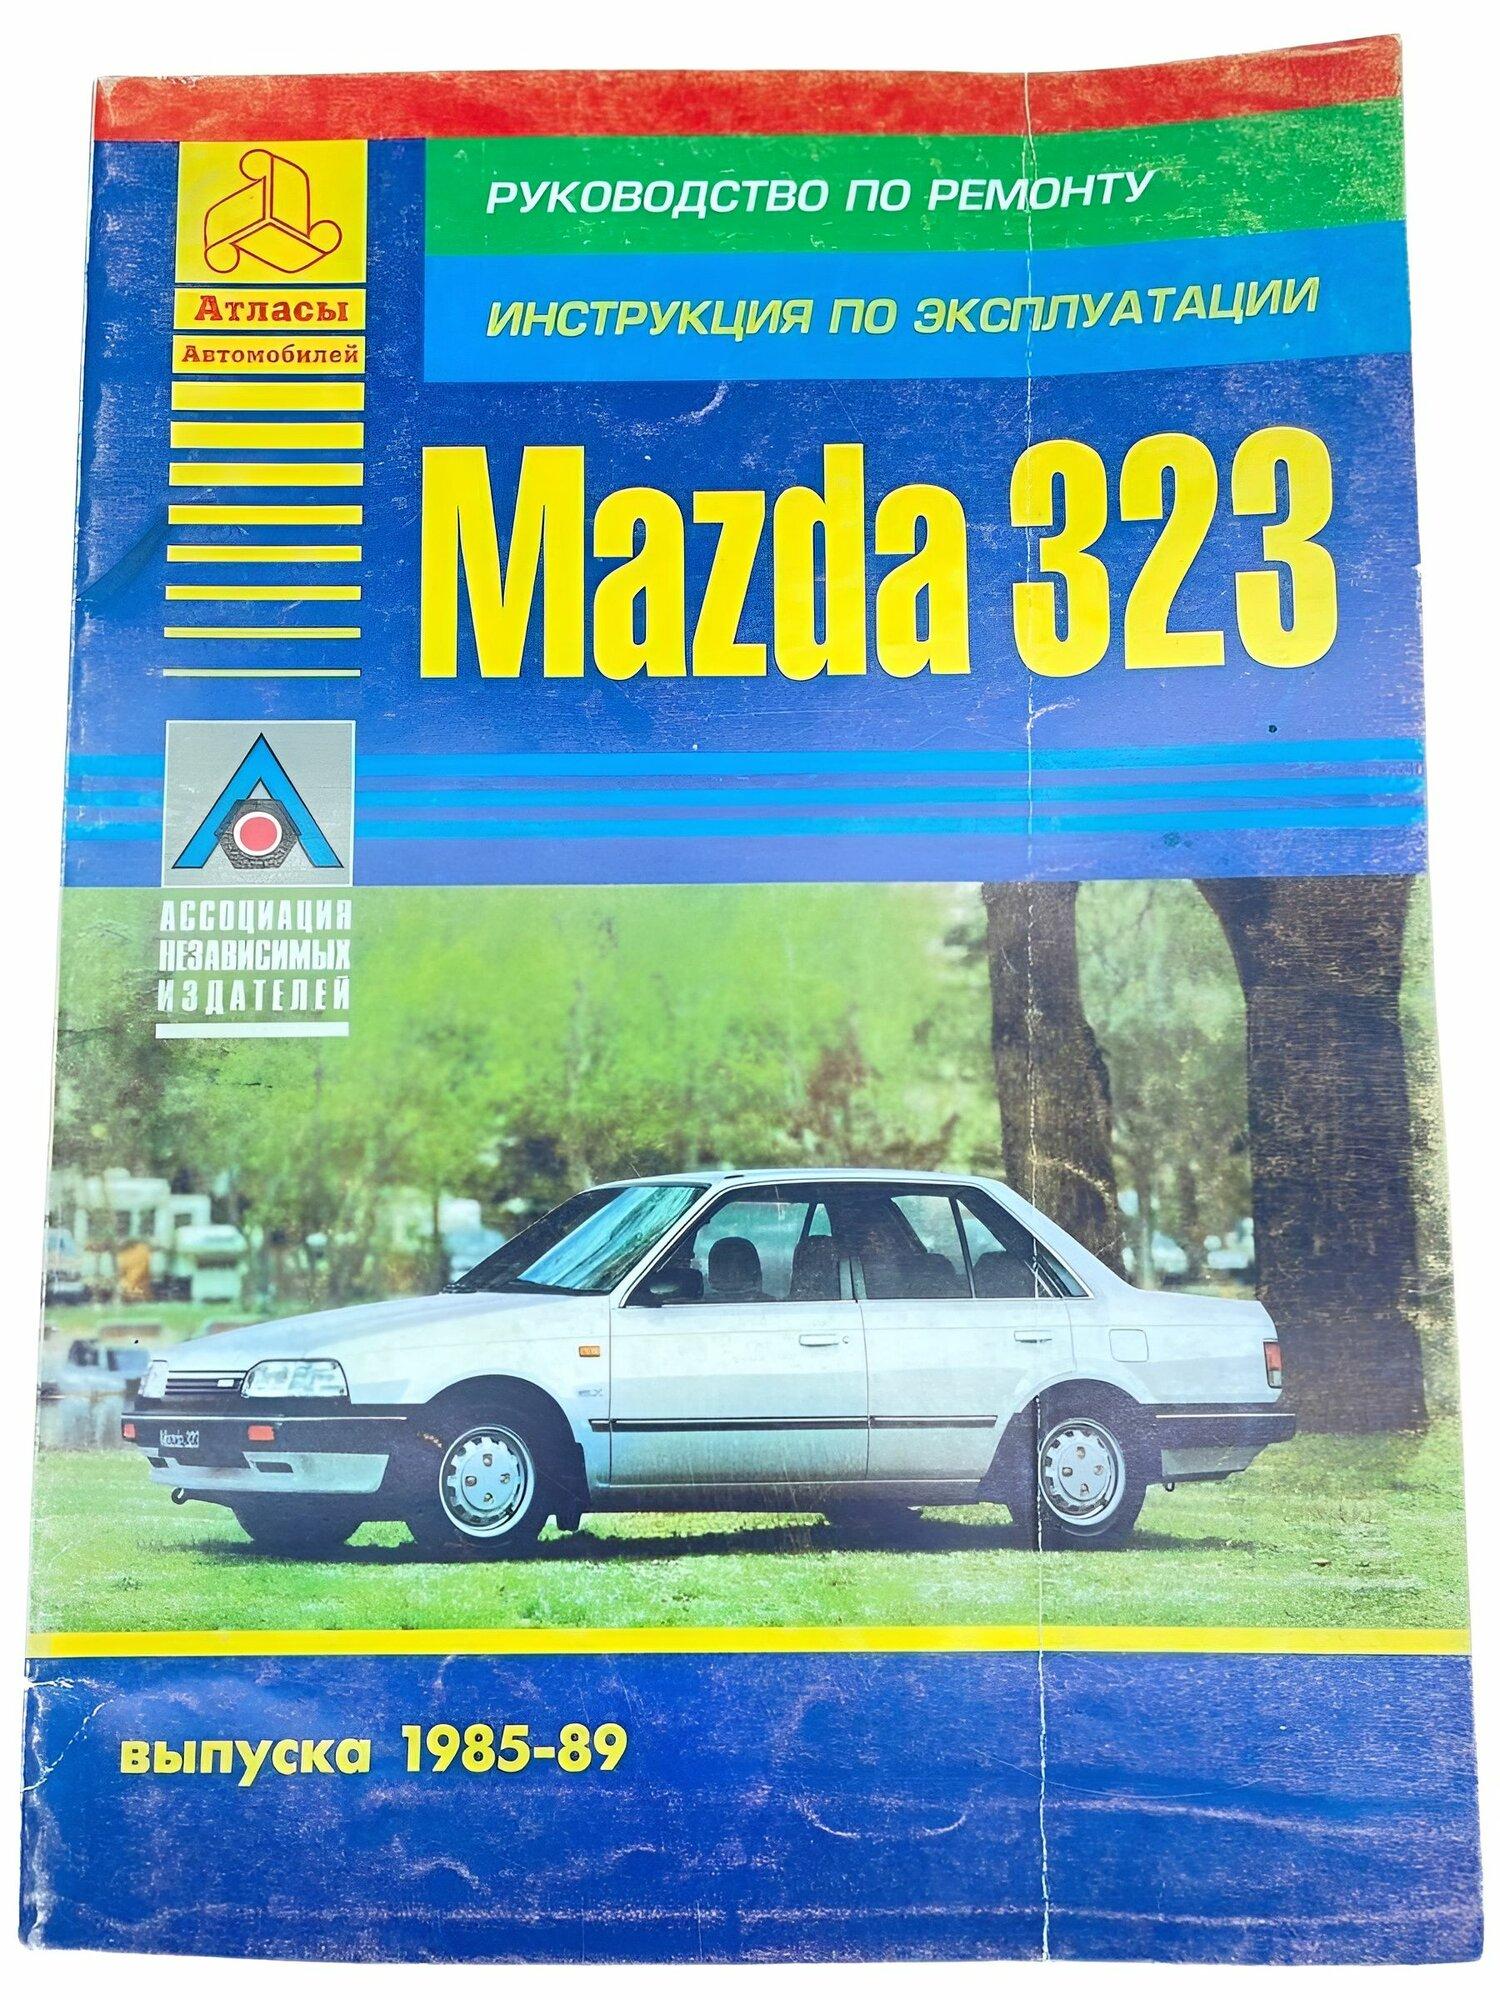 РУКОВОДСТВО ПО РЕМОНТУ
ИНСТРУКЦИЯ ПО ЭКСПЛУАТАЦИИ
Атласы
Автомобилей
Mazda 323
АССОЦИАЦИЯ
НЕЗАВИСИМЫХ
ИЗДАТЕЛЕЙ
выпуска 1985-89